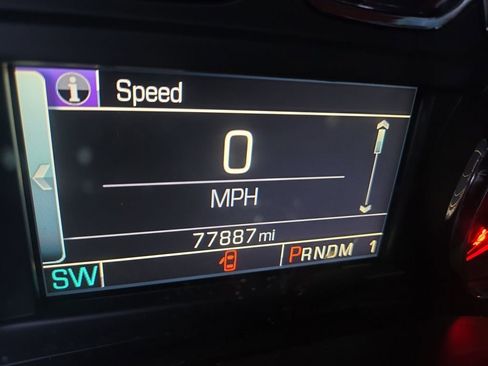 i Speed
0
MPH
77887 mi
SW PRNDM 1